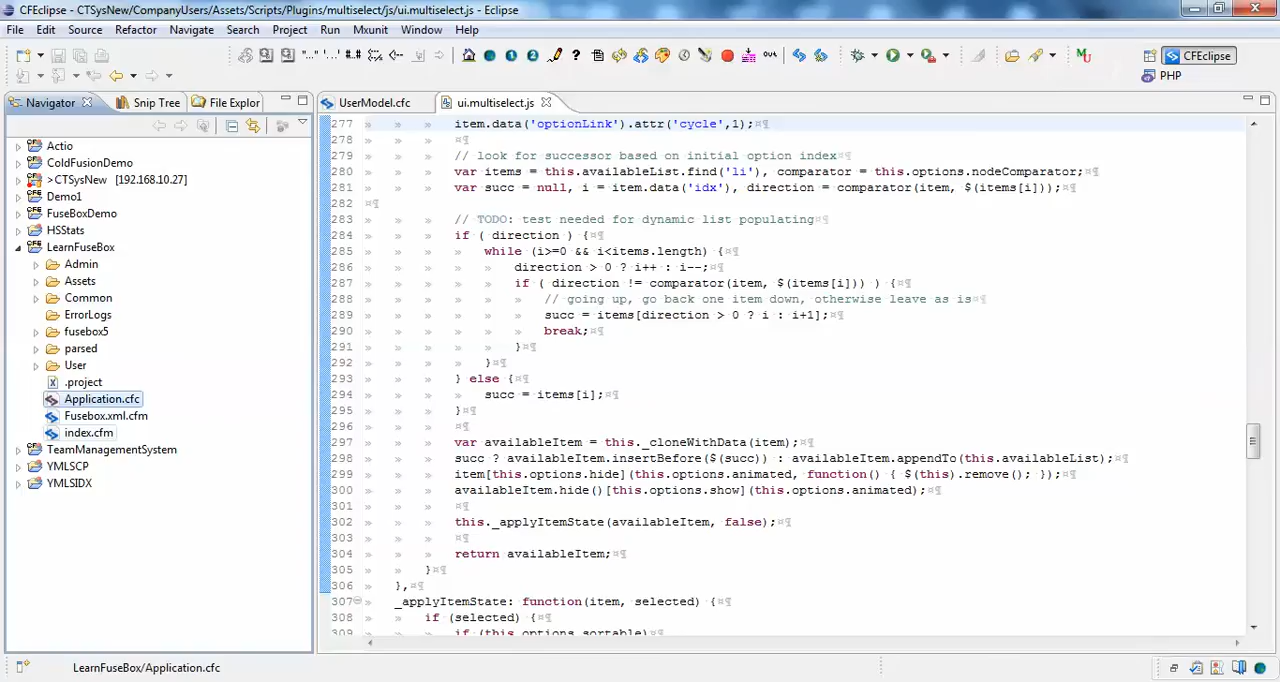 CFEclipse - CTSysNew/CompanyUsers/Assets/Scripts/Plugins/multiselect/js/ui.multiselect.js - Eclipse
File Edit Source Refactor Navigate Search Project Run Mxunit Window Help
CFEclipse
PHP
Navigator Snip Tree File Explor
UserModel.cfc ui.multiselect.js
Actio
ColdFusionDemo
>CTSysNew [192.168.10.27]
Demo1
FuseBoxDemo
HSStats
LearnFuseBox
Admin
Assets
Common
ErrorLogs
fusebox5
parsed
User
.project
Application.cfc
Fusebox.xml.cfm
index.cfm
TeamManagementSystem
YMLSCP
YMLSIDX
277 » » » item.data('optionLink').attr('cycle',1);¤¶
278 » » » ¤¶
279 » » » // look for successor based on initial option index¤¶
280 » » » var items = this.availableList.find('li'), comparator = this.options.nodeComparator;¤¶
281 » » » var succ = null, i = item.data('idx'), direction = comparator(item, $(items[i]));¤¶
282 ¤¶
283 » » » // TODO: test needed for dynamic list populating¤¶
284 » » » if ( direction ) {¤¶
285 » » » » while (i>=0 && i<items.length) {¤¶
286 » » » » » direction > 0 ? i++ : i--;¤¶
287 » » » » » if ( direction != comparator(item, $(items[i])) ) {¤¶
288 » » » » » » // going up, go back one item down, otherwise leave as is¤¶
289 » » » » » » succ = items[direction > 0 ? i : i+1];¤¶
290 » » » » » » break;¤¶
291 » » » » » }¤¶
292 » » » » }¤¶
293 » » » } else {¤¶
294 » » » » succ = items[i];¤¶
295 » » » }¤¶
296 » » » ¤¶
297 » » » var availableItem = this._cloneWithData(item);¤¶
298 » » » succ ? availableItem.insertBefore($(succ)) : availableItem.appendTo(this.availableList);¤¶
299 » » » item[this.options.hide](this.options.animated, function() { $(this).remove(); });¤¶
300 » » » availableItem.hide()[this.options.show](this.options.animated);¤¶
301 » » » ¤¶
302 » » » this._applyItemState(availableItem, false);¤¶
303 » » » ¤¶
304 » » » return availableItem;¤¶
305 » » }¤¶
306 » },¤¶
307 » _applyItemState: function(item, selected) {¤¶
308 » » if (selected) {¤¶
309 » » » if (this.options.sortable)¤¶
LearnFuseBox/Application.cfc